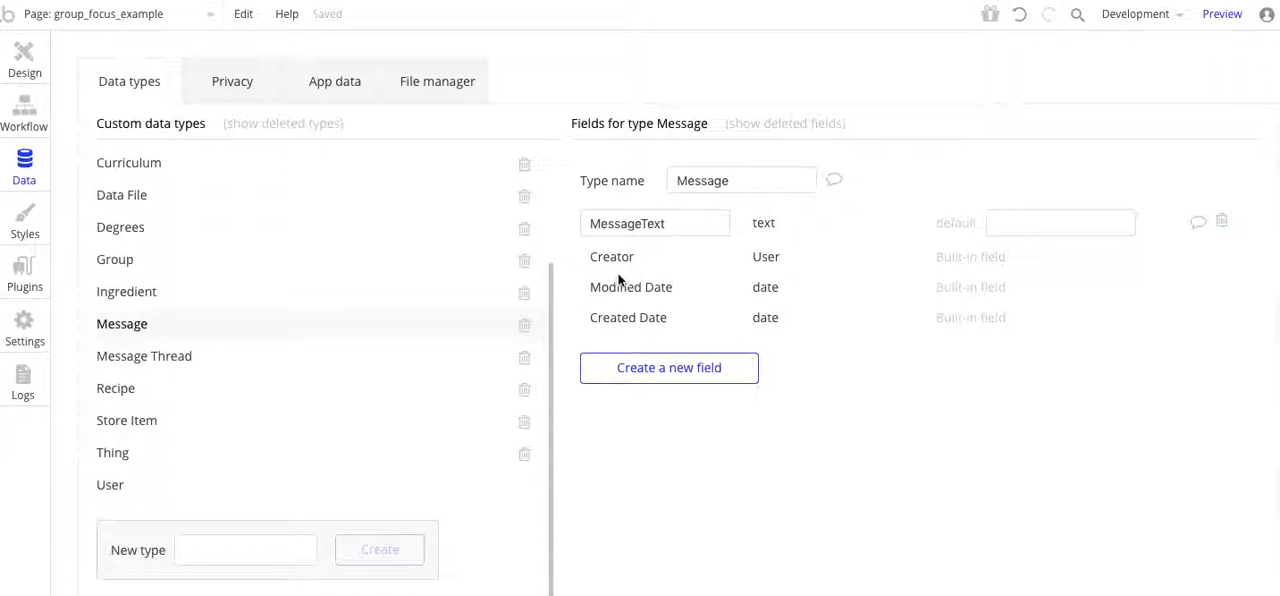 Page: group_focus_example Edit Help Saved Development Preview
Design
Workflow
Data
Styles
Plugins
Settings
Logs
Data types Privacy App data File manager
Custom data types (show deleted types)
Curriculum
Data File
Degrees
Group
Ingredient
Message
Message Thread
Recipe
Store Item
Thing
User
New type Create
Fields for type Message (show deleted fields)
Type name Message
MessageText text default
Creator User Built-in field
Modified Date date Built-in field
Created Date date Built-in field
Create a new field